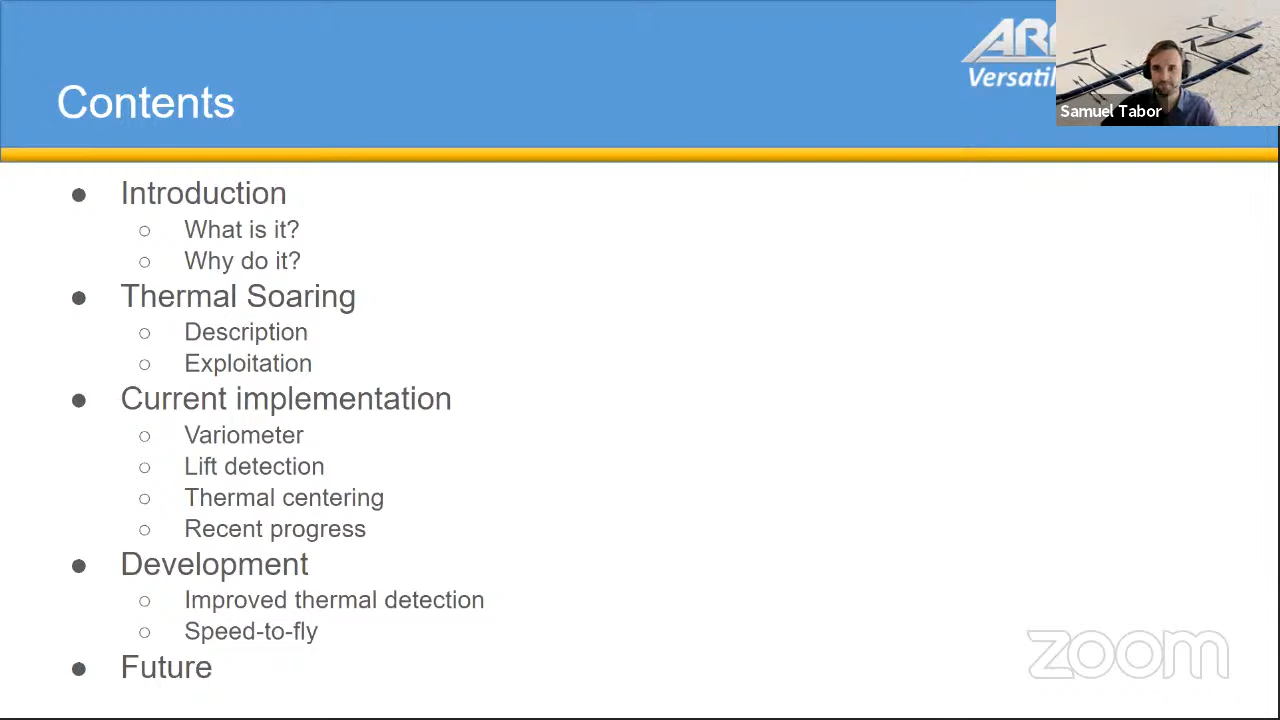 Contents
Samuel Tabor
Introduction
What is it?
Why do it?
Thermal Soaring
Description
Exploitation
Current implementation
Variometer
Lift detection
Thermal centering
Recent progress
Development
Improved thermal detection
Speed-to-fly
Future
zoom